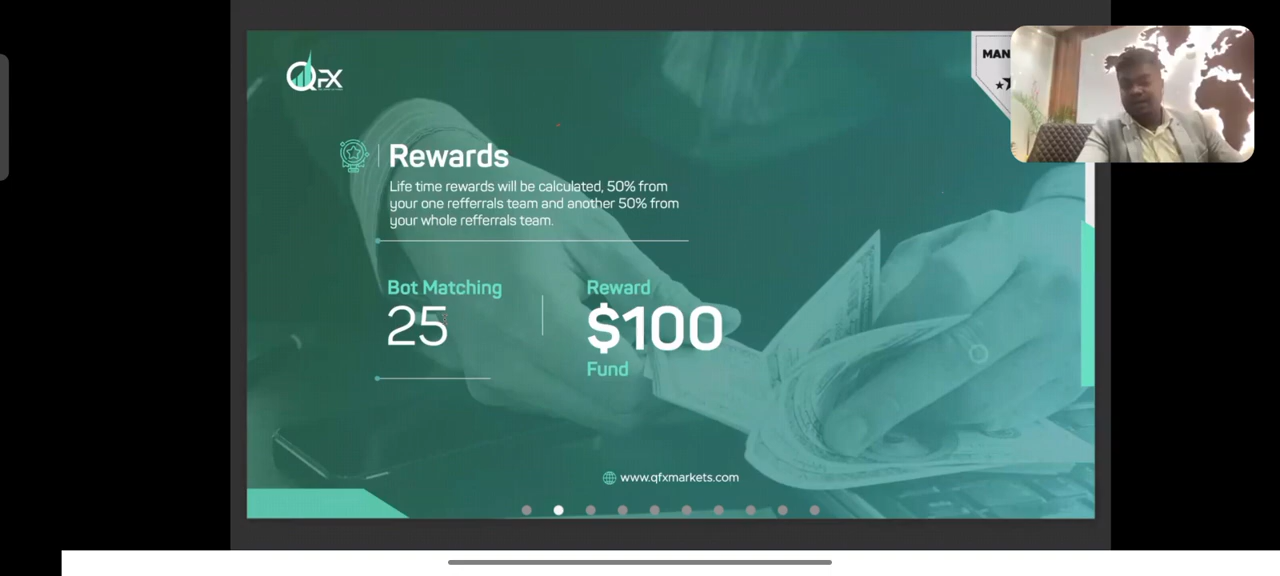 QFX
MAN
Rewards
Life time rewards will be calculated, 50% from
your one refferrals team and another 50% from
your whole refferrals team.
Bot Matching
25
Reward
$100
Fund
www.qfxmarkets.com